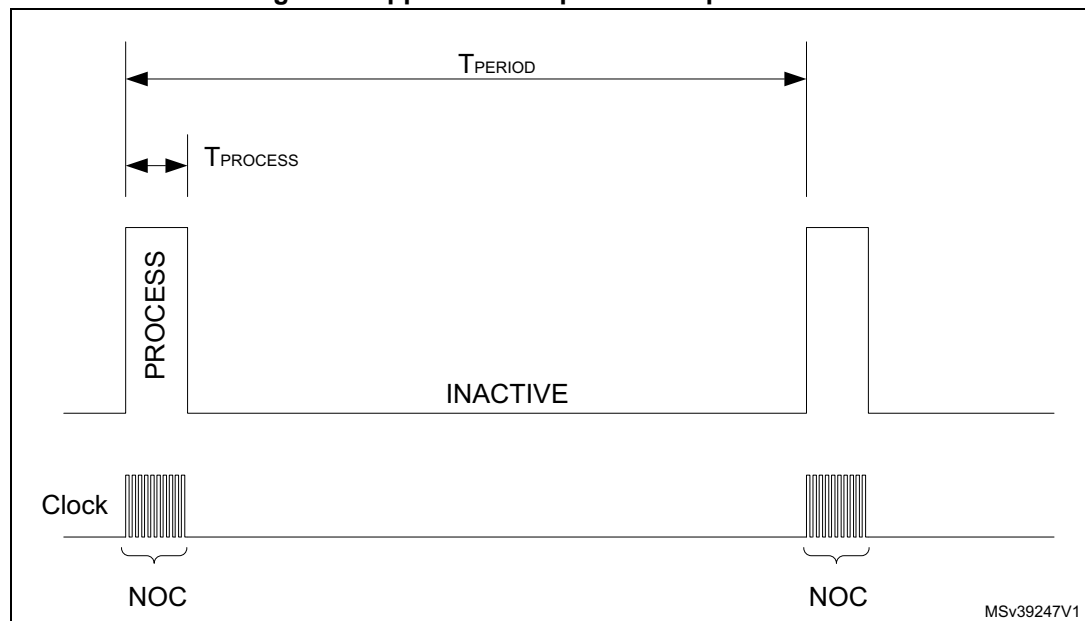 TPERIOD
TPROCESS
PROCESS
INACTIVE
Clock
NOC
NOC
MSv39247V1